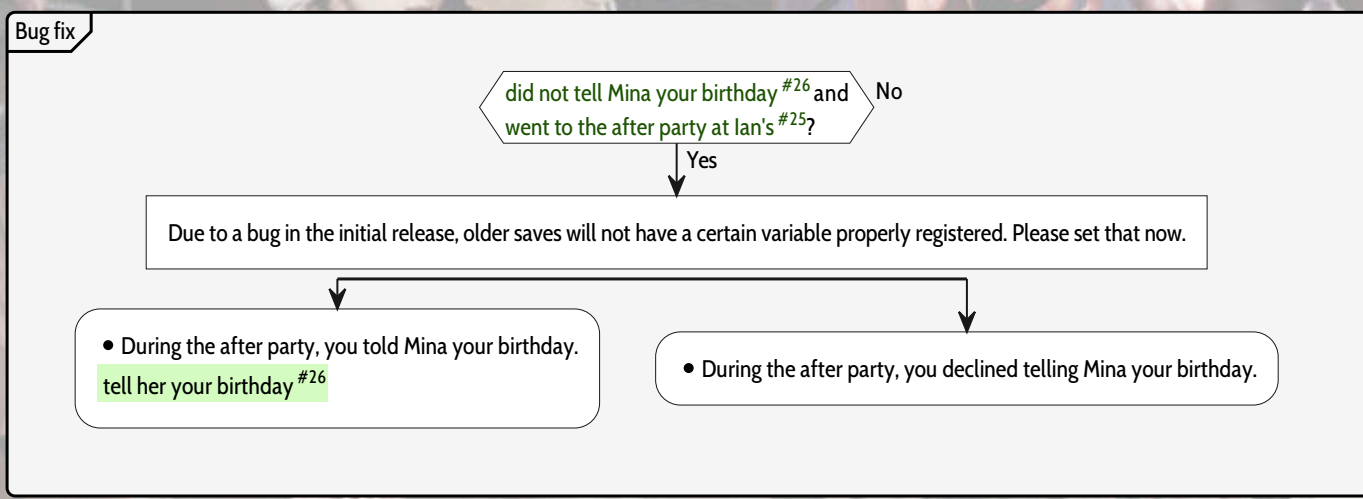 Bug fix
did not tell Mina your birthday #26 and
went to the after party at Ian's #25?
No
Yes
Due to a bug in the initial release, older saves will not have a certain variable properly registered. Please set that now.
• During the after party, you told Mina your birthday.
tell her your birthday #26
• During the after party, you declined telling Mina your birthday.